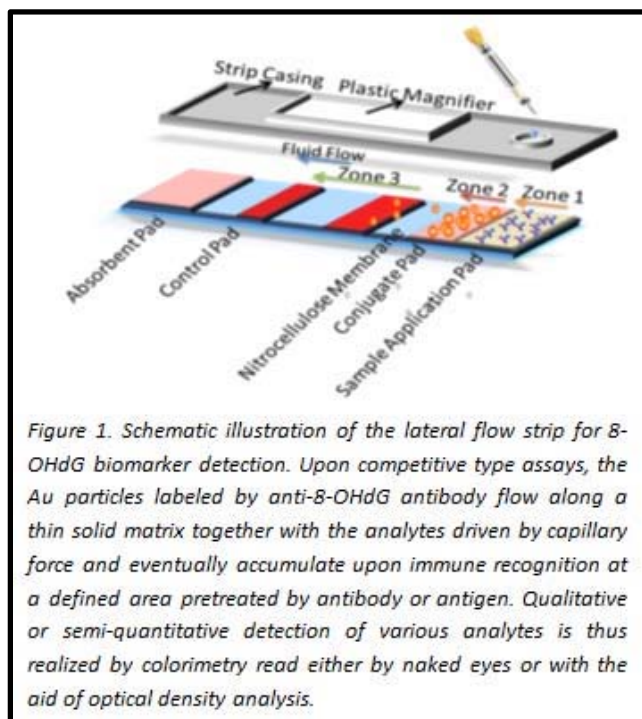 Strip Casing
Plastic Magnifier
Fluid Flow
Zone 3
Zone 2
Zone 1
Absorbent Pad
Control Pad
Nitrocellulose Membrane
Conjugate Pad
Sample Application Pad
Figure 1. Schematic illustration of the lateral flow strip for 8-
OHdG biomarker detection. Upon competitive type assays, the
Au particles labeled by anti-8-OHdG antibody flow along a
thin solid matrix together with the analytes driven by capillary
force and eventually accumulate upon immune recognition at
a defined area pretreated by antibody or antigen. Qualitative
or semi-quantitative detection of various analytes is thus
realized by colorimetry read either by naked eyes or with the
aid of optical density analysis.